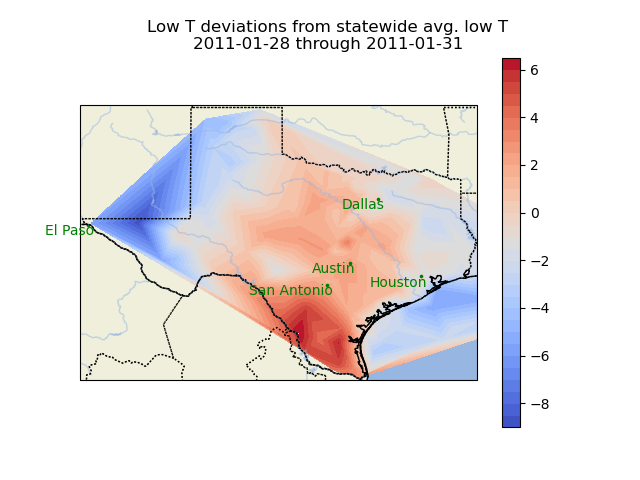 Low T deviations from statewide avg. low T
2011-01-28 through 2011-01-31
6
4
2
0
−2
−4
−6
−8
Dallas
El Paso
Austin
Houston
San Antonio